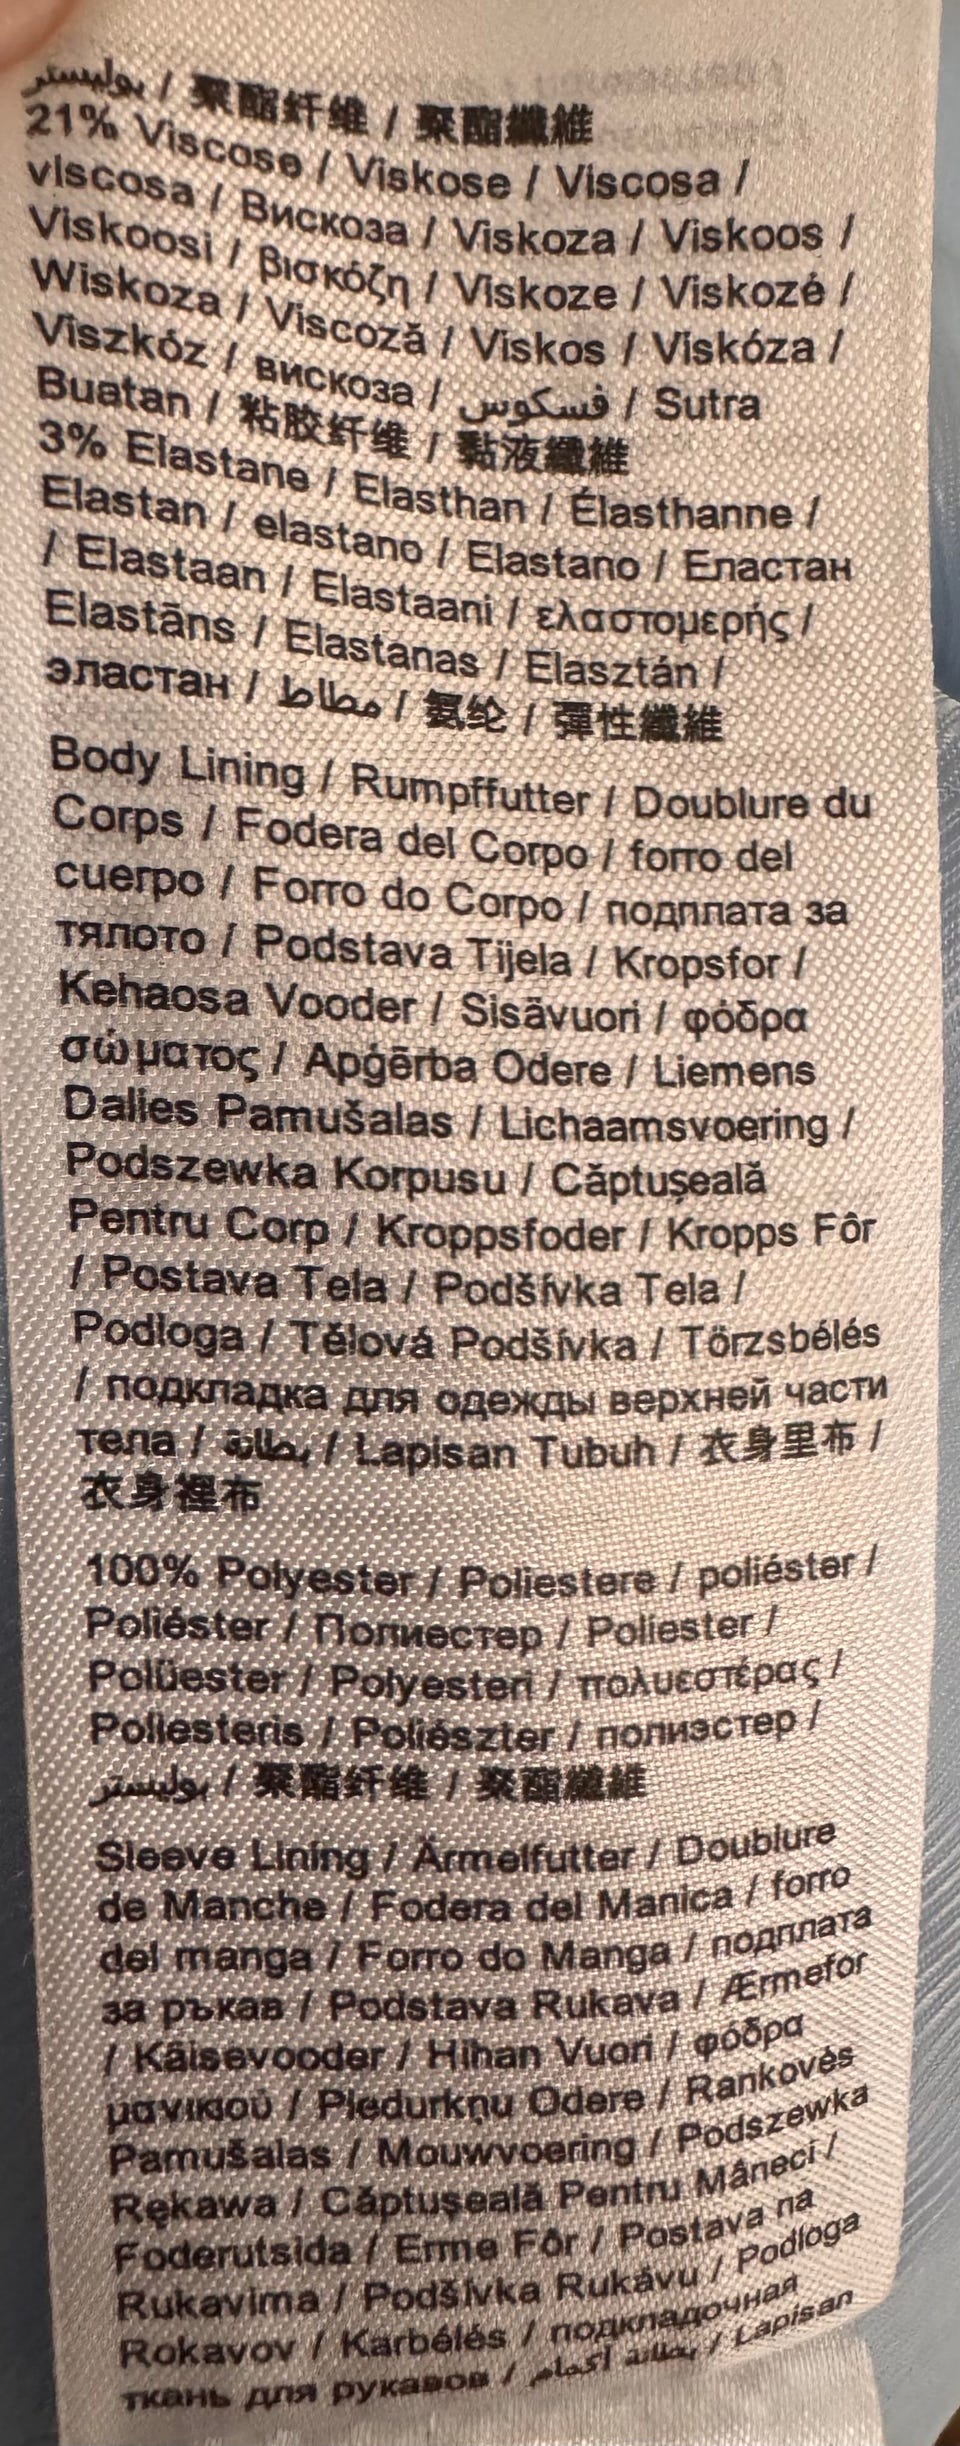 بوليستر / 聚酯纤维 / 聚酯纖維
21% Viscose / Viskose / Viscosa /
viscosa / Вискоза / Viskoza / Viskoos /
Viskoosi / βισκόζη / Viskoze / Viskozė /
Wiskoza / Viscoză / Viskos / Viskóza /
Viszkóz / вискоза / فسكوس / Sutra
Buatan / 粘胶纤维 / 黏液纖維
3% Elastane / Elasthan / Élasthanne /
Elastan / elastano / Elastano / Еластан
/ Elastaan / Elastaani / ελαστομερής /
Elastāns / Elastanas / Elasztán /
эластан / مطاط / 氨纶 / 彈性纖維
Body Lining / Rumpffutter / Doublure du
Corps / Fodera del Corpo / forro del
cuerpo / Forro do Corpo / подплата за
тялото / Podstava Tijela / Kropsfor /
Kehaosa Vooder / Sisävuori / φόδρα
σώματος / Apģērba Odere / Liemens
Dalies Pamušalas / Lichaamsvoering /
Podszewka Korpusu / Căptușeală
Pentru Corp / Kroppsfoder / Kropps Fôr
/ Postava Tela / Podšívka Tela /
Podloga / Tělová Podšívka / Törzsbélés
/ подкладка для одежды верхней части
тела / بطانة / Lapisan Tubuh / 衣身里布 /
衣身裡布
100% Polyester / Poliestere / poliéster /
Poliéster / Полиестер / Poliester /
Polüester / Polyesteri / πολυεστέρας /
Poliesteris / Poliészter / полиэстер /
بوليستر / 聚酯纤维 / 聚酯纖維
Sleeve Lining / Ärmelfutter / Doublure
de Manche / Fodera del Manica / forro
del manga / Forro do Manga / подплата
за ръкав / Podstava Rukava / Ærmefor
/ Käisevooder / Hihan Vuori / φόδρα
μανικιού / Piedurkņu Odere / Rankovės
Pamušalas / Mouwvoering / Podszewka
Rękawa / Căptușeală Pentru Mâneci /
Foderutsida / Erme Fôr / Postava na
Rukavima / Podšívka Rukávu / Podloga
Rokavov / Karbélés / подкладочная
ткань для рукавов / بطانة أكمام / Lapisan